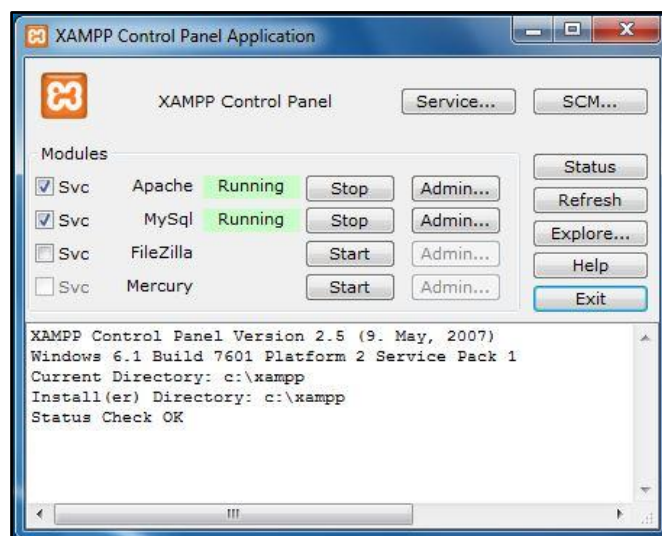 XAMPP Control Panel Application
XAMPP Control Panel Service... SCM...
Modules
Svc Apache Running Stop Admin...
Svc MySql Running Stop Admin...
Svc FileZilla Start Admin...
Svc Mercury Start Admin...
Status
Refresh
Explore...
Help
Exit
XAMPP Control Panel Version 2.5 (9. May, 2007)
Windows 6.1 Build 7601 Platform 2 Service Pack 1
Current Directory: c:\xampp
Install(er) Directory: c:\xampp
Status Check OK